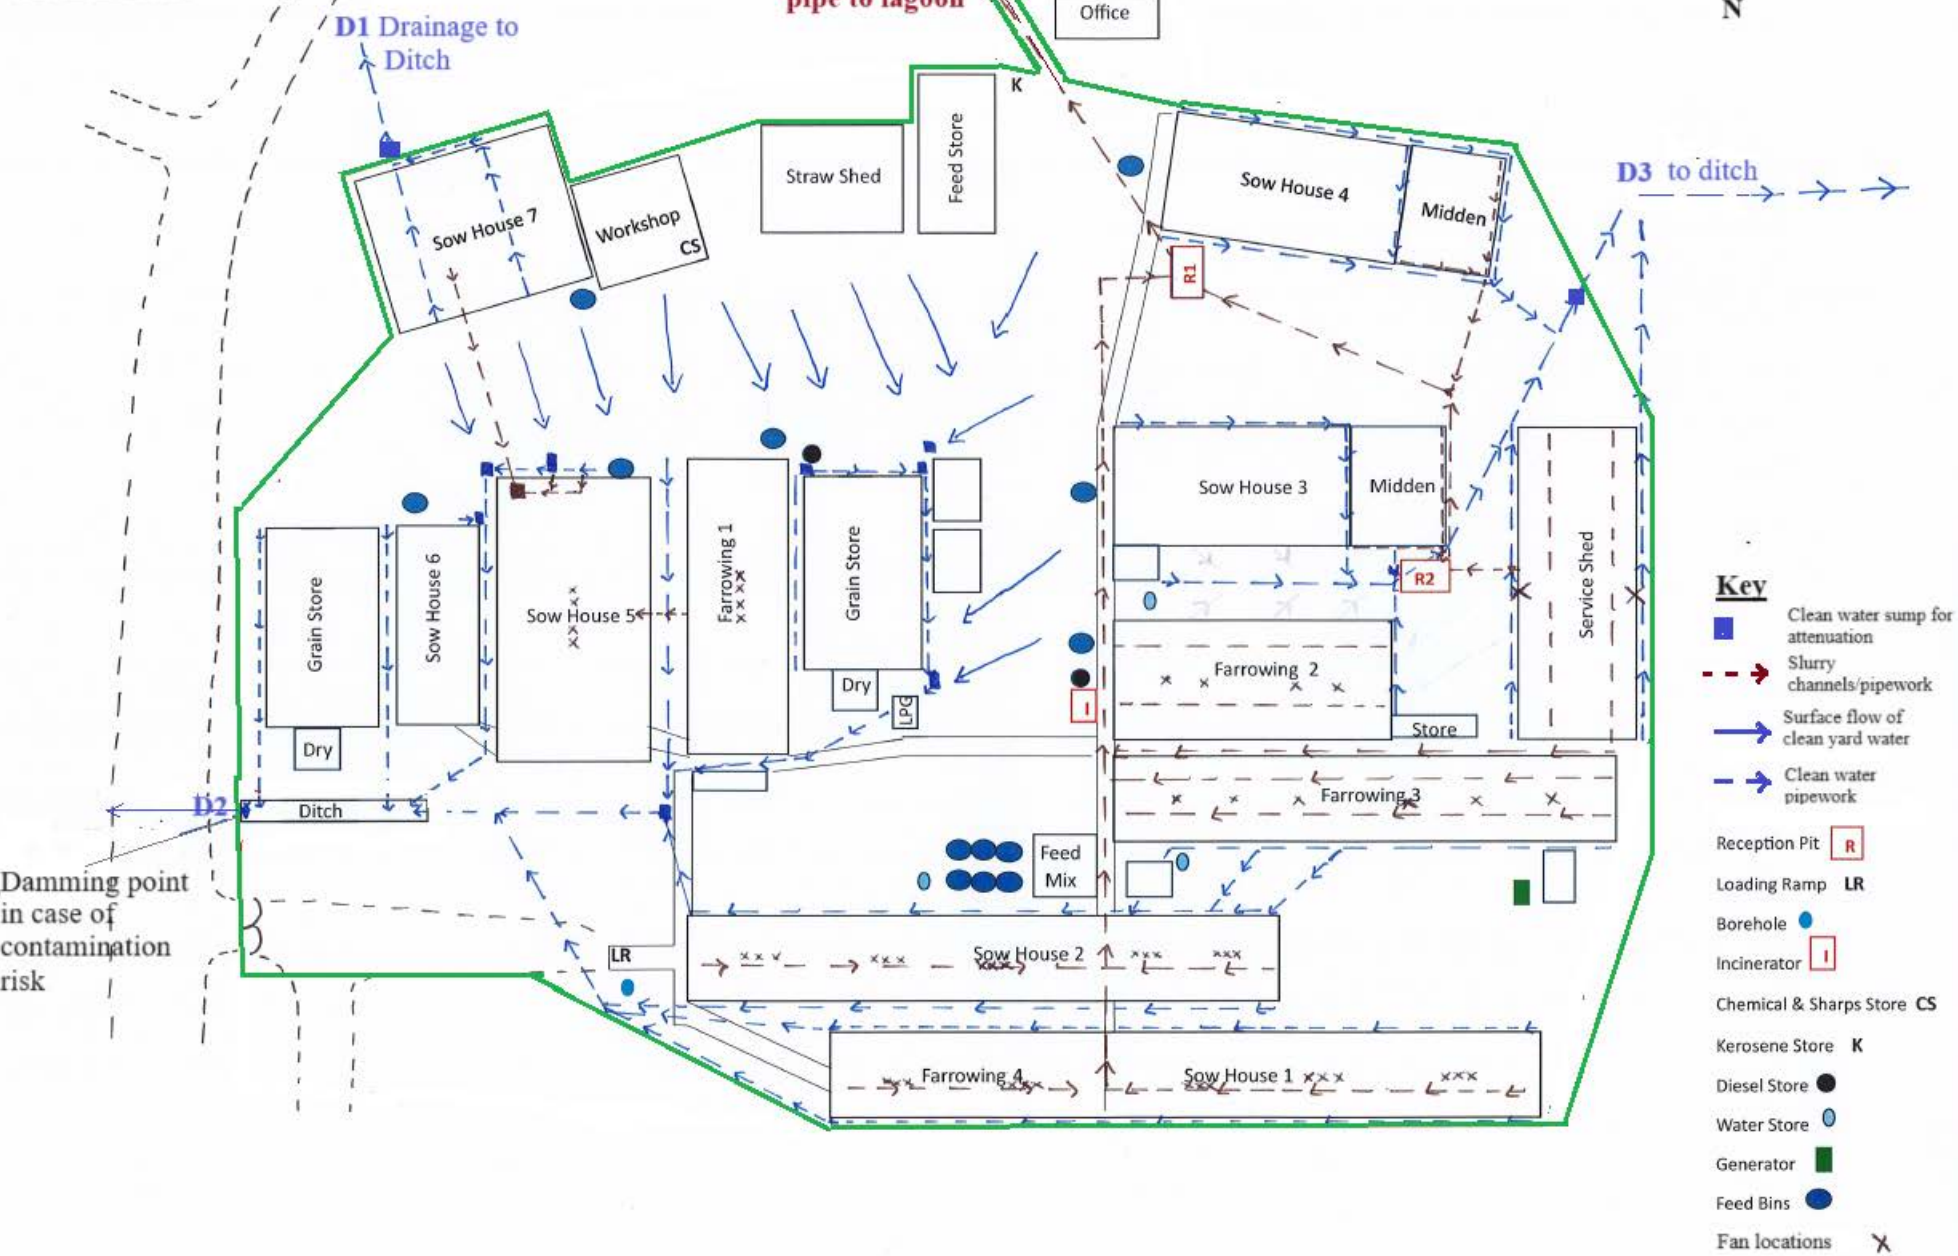 pipe to lagoon
Office
N
D1 Drainage to
Ditch
K
Feed Store
Straw Shed
Sow House 7
Workshop
CS
Sow House 4
Midden
D3 to ditch
R1
Sow House 3
Midden
R2
Service Shed
Grain Store
Sow House 6
Sow House 5
Farrowing 1
Grain Store
Dry
LPG
I
Farrowing 2
Store
Dry
D2
Ditch
Farrowing 3
Feed
Mix
Damming point
in case of
contamination
risk
LR
Sow House 2
Farrowing 4
Sow House 1
Key
Clean water sump for
attenuation
Slurry
channels/pipework
Surface flow of
clean yard water
Clean water
pipework
Reception Pit R
Loading Ramp LR
Borehole
Incinerator I
Chemical & Sharps Store CS
Kerosene Store K
Diesel Store
Water Store
Generator
Feed Bins
Fan locations X